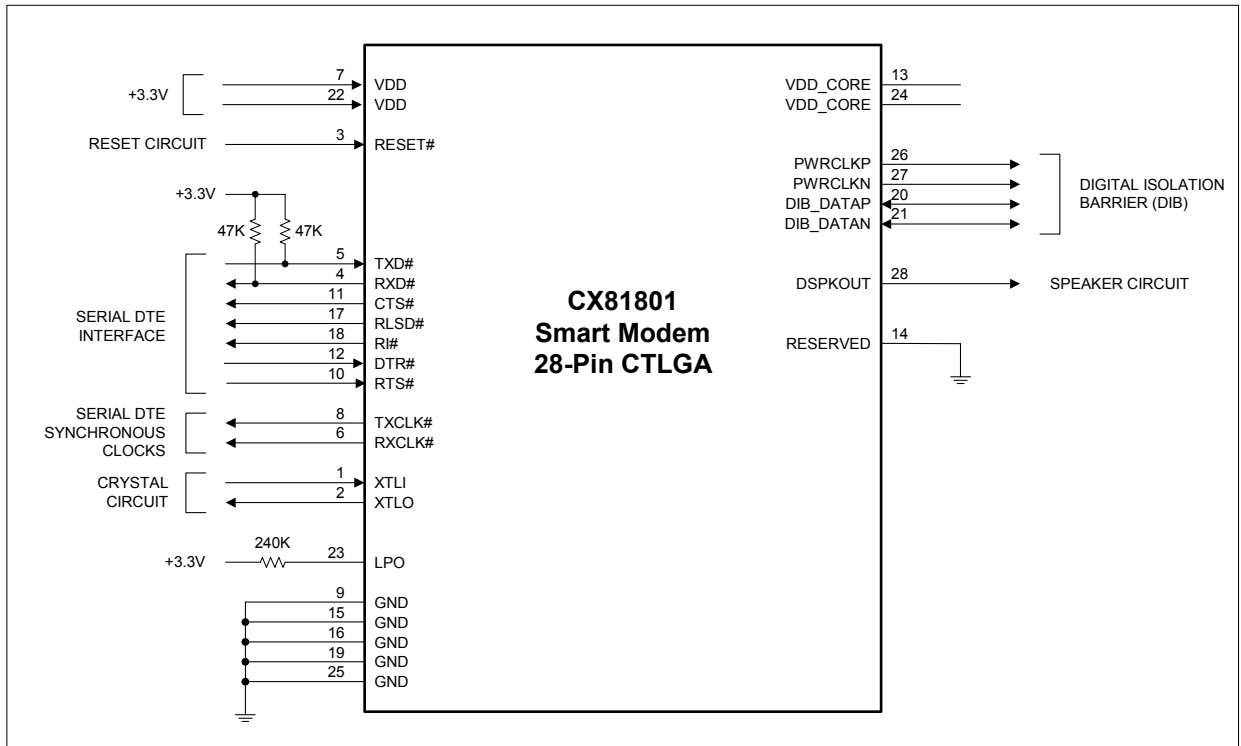 7 VDD
22 VDD
+3.3V
RESET CIRCUIT 3 RESET#
+3.3V
47K 47K
5 TXD#
4 RXD#
11 CTS#
17 RLSD#
18 RI#
12 DTR#
10 RTS#
SERIAL DTE
INTERFACE
8 TXCLK#
6 RXCLK#
SERIAL DTE
SYNCHRONOUS
CLOCKS
1 XTLI
2 XTLO
CRYSTAL
CIRCUIT
+3.3V 240K 23 LPO
9 GND
15 GND
16 GND
19 GND
25 GND
CX81801
Smart Modem
28-Pin CTLGA
VDD_CORE 13
VDD_CORE 24
PWRCLKP 26
PWRCLKN 27
DIB_DATAP 20
DIB_DATAN 21
DIGITAL ISOLATION
BARRIER (DIB)
DSPKOUT 28 SPEAKER CIRCUIT
RESERVED 14